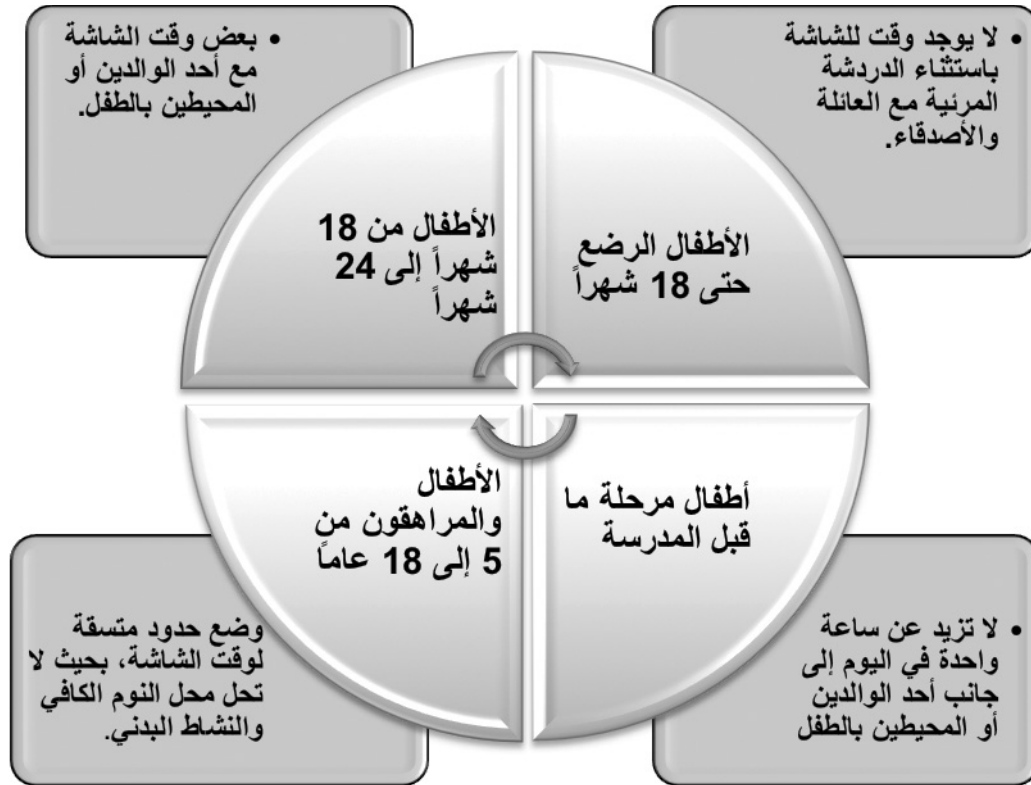 • لا يوجد وقت للشاشة
باستثناء الدردشة
المرئية مع العائلة
والأصدقاء.
الأطفال الرضع
حتى 18 شهراً
• بعض وقت الشاشة
مع أحد الوالدين أو
المحيطين بالطفل.
الأطفال من 18
شهراً إلى 24
شهراً
أطفال مرحلة ما
قبل المدرسة
• لا تزيد عن ساعة
واحدة في اليوم إلى
جانب أحد الوالدين
أو المحيطين بالطفل
الأطفال
والمراهقون من
5 إلى 18 عاماً
وضع حدود متسقة
لوقت الشاشة، بحيث لا
تحل محل النوم الكافي
والنشاط البدني.